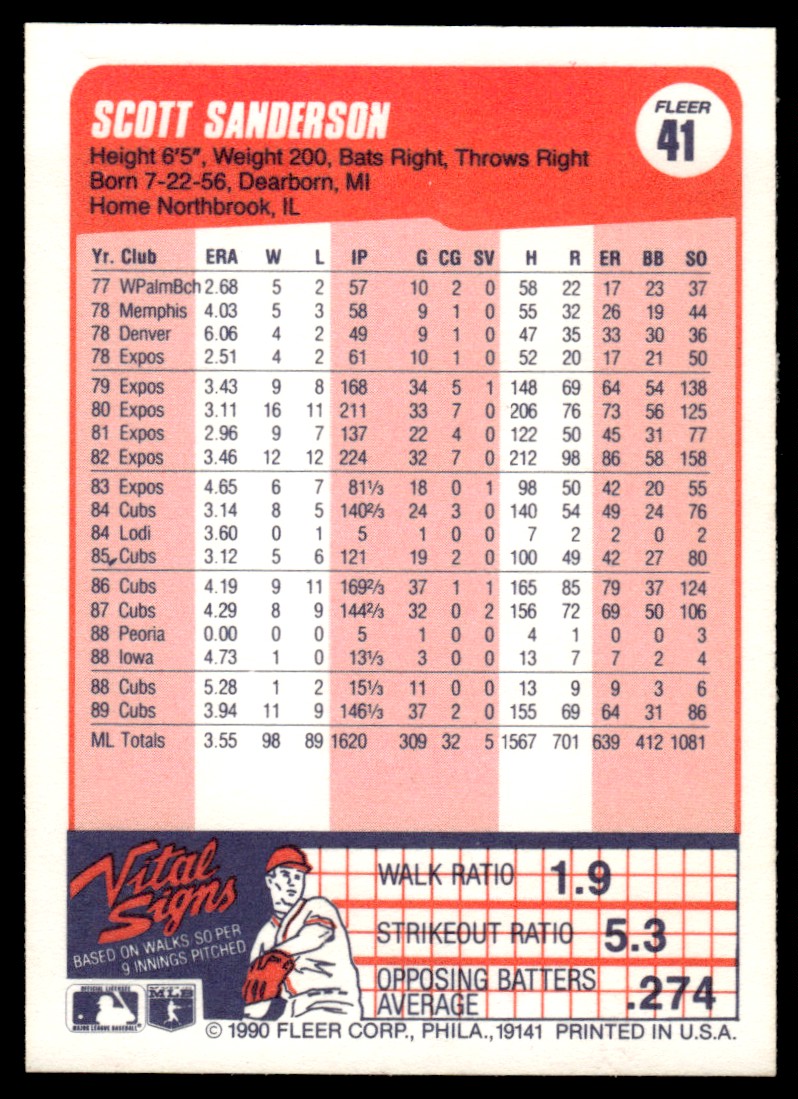 SCOTT SANDERSON
FLEER
41
Height 6'5", Weight 200, Bats Right, Throws Right
Born 7-22-56, Dearborn, MI
Home Northbrook, IL
Yr. Club ERA W L IP G CG SV H R ER BB SO
77 WPalmBch 2.68 5 2 57 10 2 0 58 22 17 23 37
78 Memphis 4.03 5 3 58 9 1 0 55 32 26 19 44
78 Denver 6.06 4 2 49 9 1 0 47 35 33 30 36
78 Expos 2.51 4 2 61 10 1 0 52 20 17 21 50
79 Expos 3.43 9 8 168 34 5 1 148 69 64 54 138
80 Expos 3.11 16 11 211 33 7 0 206 76 73 56 125
81 Expos 2.96 9 7 137 22 4 0 122 50 45 31 77
82 Expos 3.46 12 12 224 32 7 0 212 98 86 58 158
83 Expos 4.65 6 7 81⅓ 18 0 1 98 50 42 20 55
84 Cubs 3.14 8 5 140⅔ 24 3 0 140 54 49 24 76
84 Lodi 3.60 0 1 5 1 0 0 7 2 2 0 2
85 Cubs 3.12 5 6 121 19 2 0 100 49 42 27 80
86 Cubs 4.19 9 11 169⅔ 37 1 1 165 85 79 37 124
87 Cubs 4.29 8 9 144⅔ 32 0 2 156 72 69 50 106
88 Peoria 0.00 0 0 5 1 0 0 4 1 0 0 3
88 Iowa 4.73 1 0 13⅓ 3 0 0 13 7 7 2 4
88 Cubs 5.28 1 2 15⅓ 11 0 0 13 9 9 3 6
89 Cubs 3.94 11 9 146⅓ 37 2 0 155 69 64 31 86
ML Totals 3.55 98 89 1620 309 32 5 1567 701 639 412 1081
Vital Signs
BASED ON WALKS, SO PER
9 INNINGS PITCHED
WALK RATIO 1.9
STRIKEOUT RATIO 5.3
OPPOSING BATTERS
AVERAGE .274
OFFICIAL LICENSEE
MAJOR LEAGUE BASEBALL
MLB
© 1990 FLEER CORP., PHILA., 19141 PRINTED IN U.S.A.